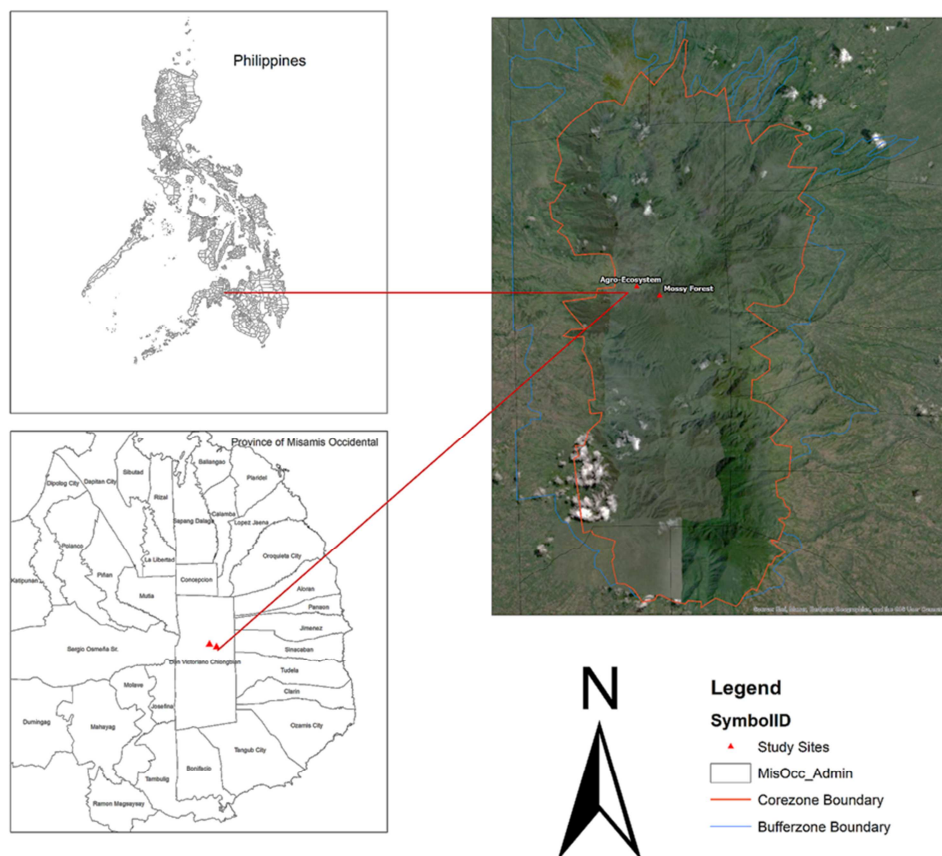 Philippines
Agro-Ecosystem
Mossy Forest
Province of Misamis Occidental
Baliangao
Sibutad
Plaridel
Dipolog City
Dapitan City
Rizal
Calamba
Sapang Dalaga
Lopez Jaena
Polanco
Oroquieta City
La Libertad
Piñan
Katipunan
Concepcion
Mutia
Aloran
Panaon
Jimenez
Sergio Osmeña Sr.
Sinacaban
Don Victoriano Chiongbian
Tudela
Molave
Clarin
Josefina
Dumingag
Mahayag
Ozamis City
Tangub City
Bonifacio
Tambulig
Ramon Magsaysay
N
Legend
SymbolID
Study Sites
MisOcc_Admin
Corezone Boundary
Bufferzone Boundary